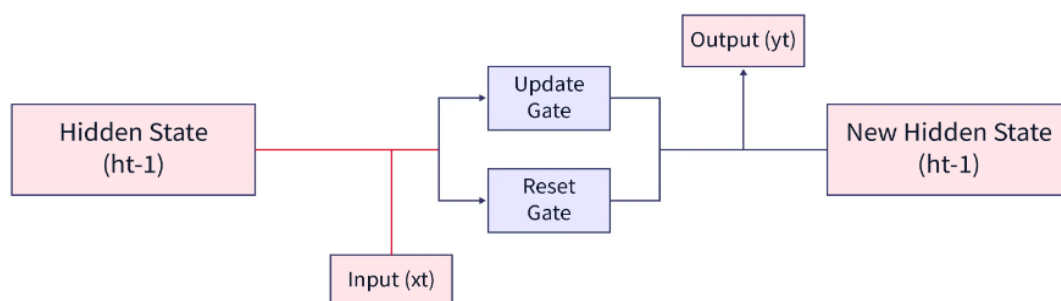 Output (yt)
Update
Gate
Hidden State
(ht-1)
New Hidden State
(ht-1)
Reset
Gate
Input (xt)